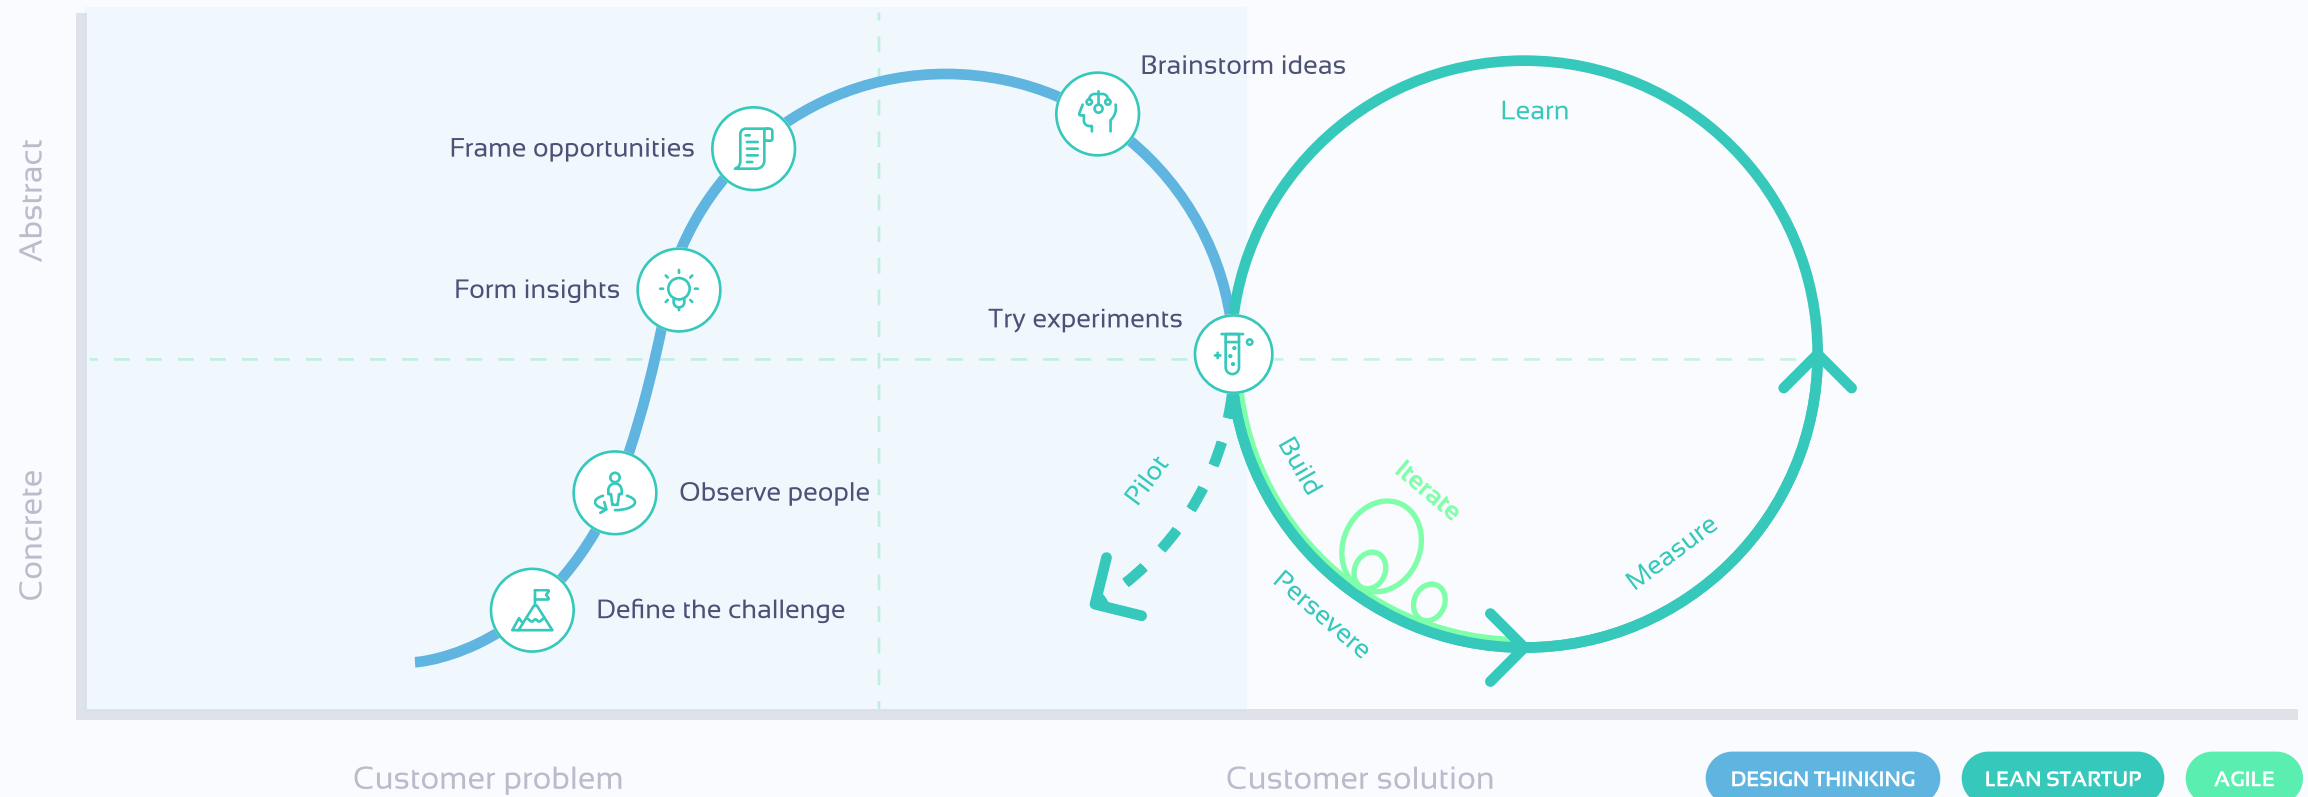 Brainstorm ideas
Learn
Frame opportunities
Abstract
Form insights
Try experiments
Build
Pilot
Iterate
Observe people
Measure
Concrete
Persevere
Define the challenge
Customer problem
Customer solution
DESIGN THINKING
LEAN STARTUP
AGILE